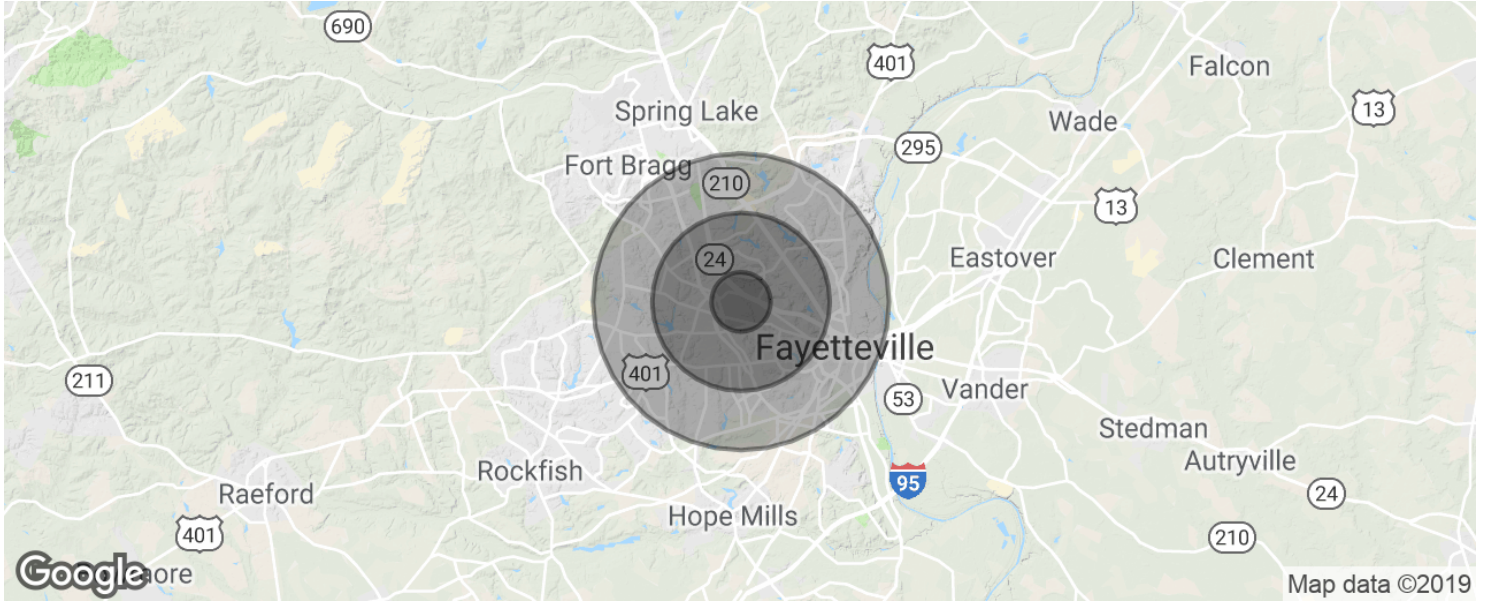 690
401
Falcon
Spring Lake
13
Wade
295
Fort Bragg
210
13
24
Eastover
Clement
Fayetteville
401
211
Vander
53
Stedman
Autryville
Rockfish
95
Raeford
24
Hope Mills
401
210
Google
Map data ©2019